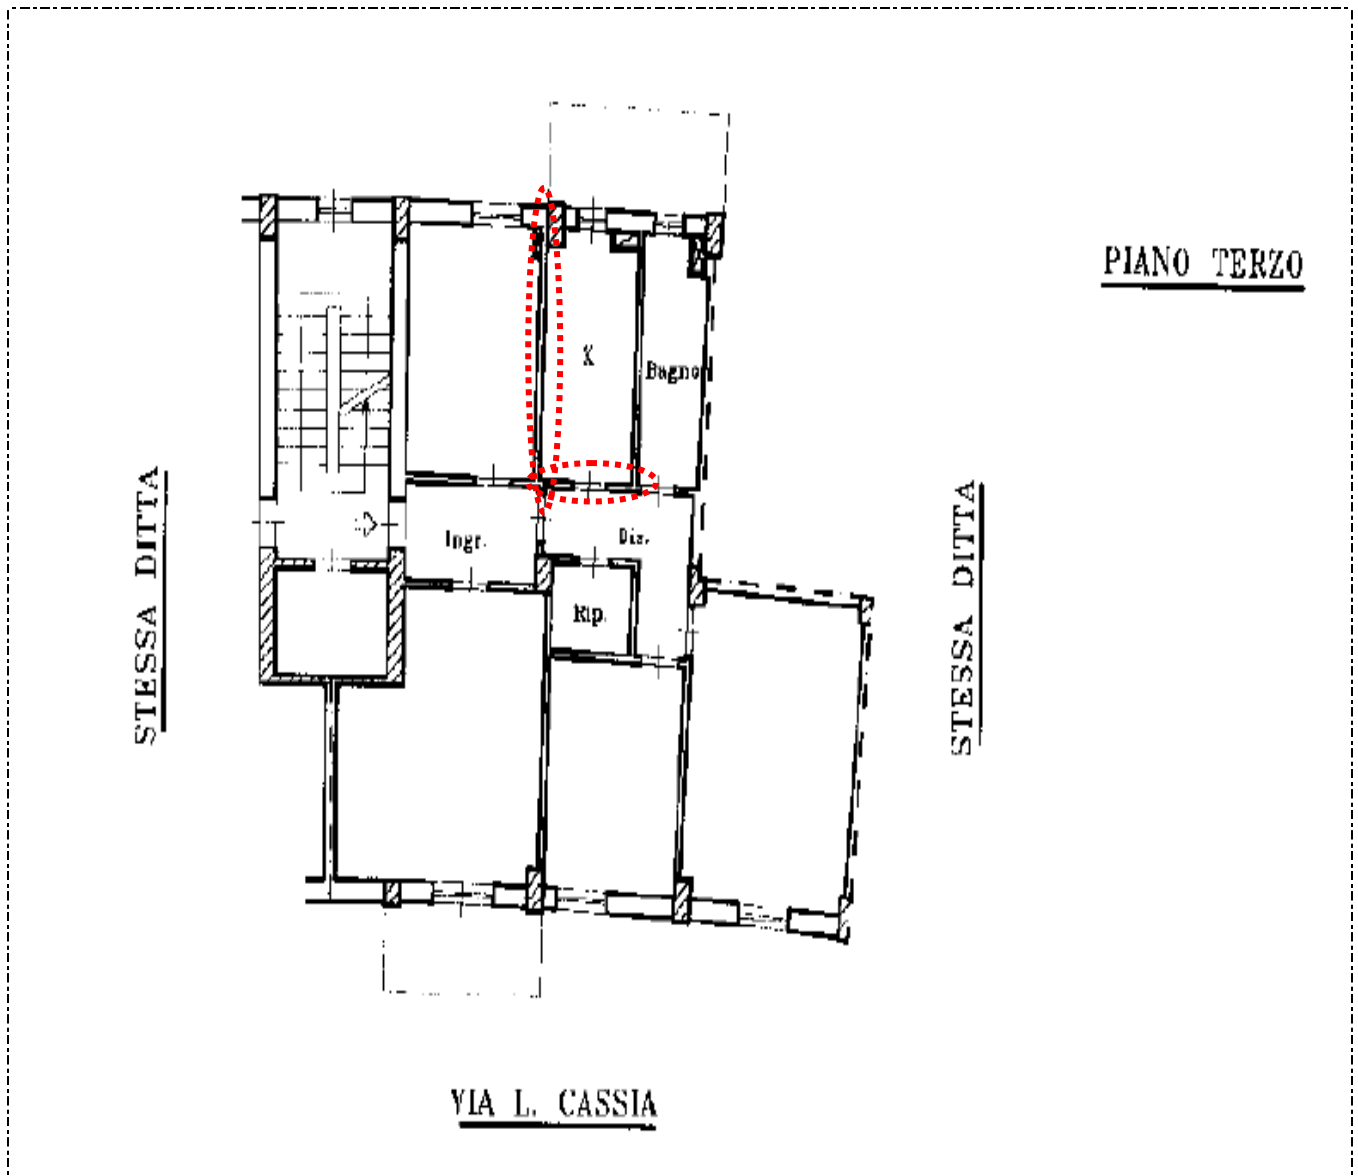 PIANO TERZO
K
Bagno
STESSA DITTA
Ingr.
Dis.
STESSA DITTA
Rip.
VIA L. CASSIA